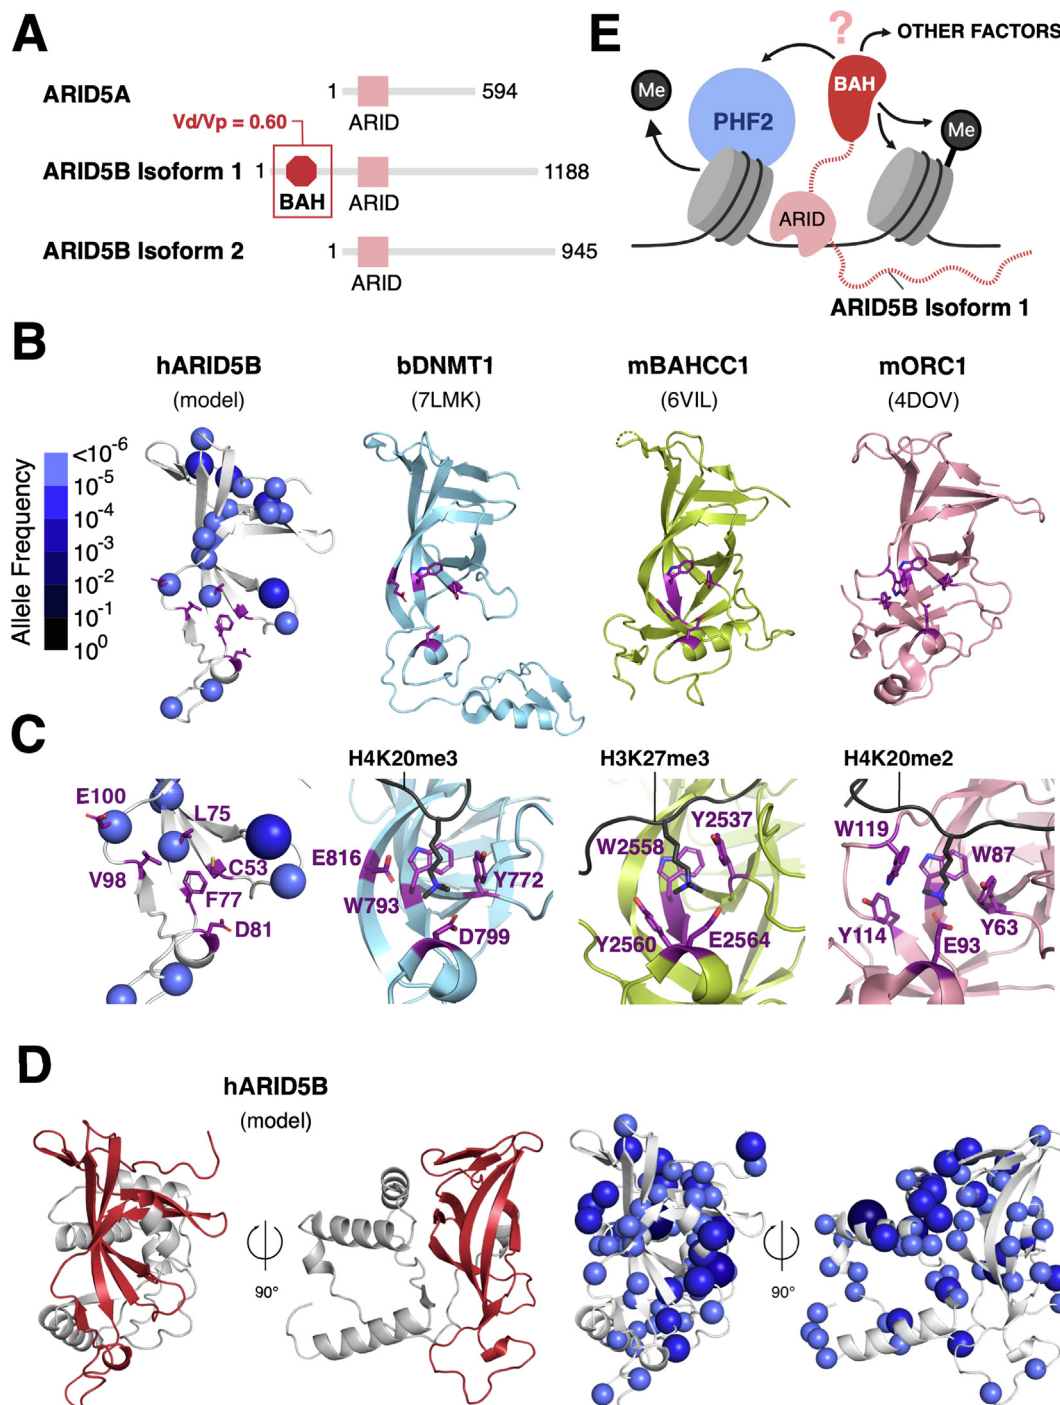 A
ARID5A
1
594
ARID
Vd/Vp = 0.60
ARID5B Isoform 1
1
1188
BAH
ARID
ARID5B Isoform 2
1
945
ARID
E
?
OTHER FACTORS
Me
PHF2
BAH
Me
ARID
ARID5B Isoform 1
B
hARID5B
(model)
bDNMT1
(7LMK)
mBAHCC1
(6VIL)
mORC1
(4DOV)
Allele Frequency
<10-6
10-5
10-4
10-3
10-2
10-1
100
C
E100
L75
C53
V98
F77
D81
H4K20me3
E816
W793
Y772
D799
H3K27me3
W2558
Y2537
Y2560
E2564
H4K20me2
W119
W87
Y114
E93
Y63
D
hARID5B
(model)
90°
90°